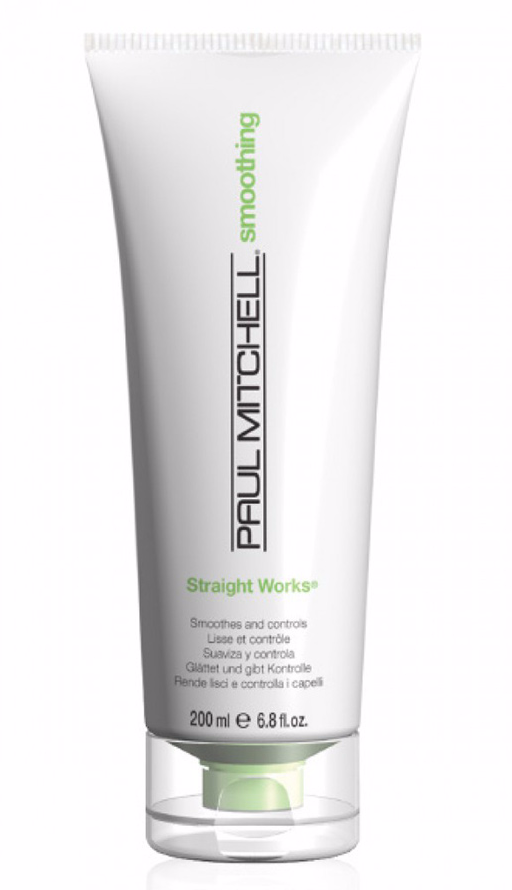 PAUL MITCHELL® smoothing
Straight Works®
Smoothes and controls
Lisse et contrôle
Suaviza y controla
Glättet und gibt Kontrolle
Rende lisci e controlla i capelli
200 ml ℮ 6.8 fl.oz.